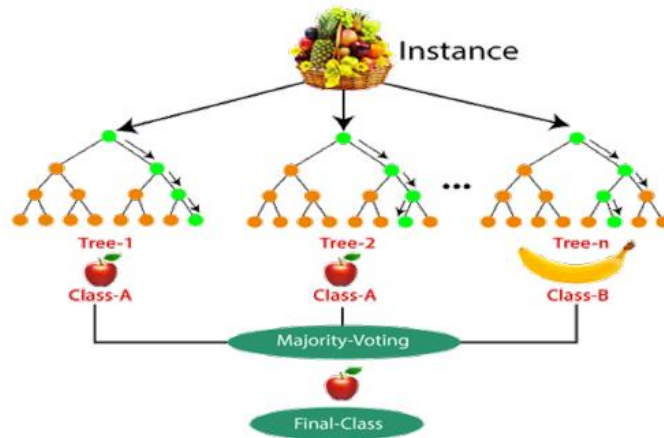 Instance
Tree-1
Tree-2
...
Tree-n
Class-A
Class-A
Class-B
Majority-Voting
Final-Class